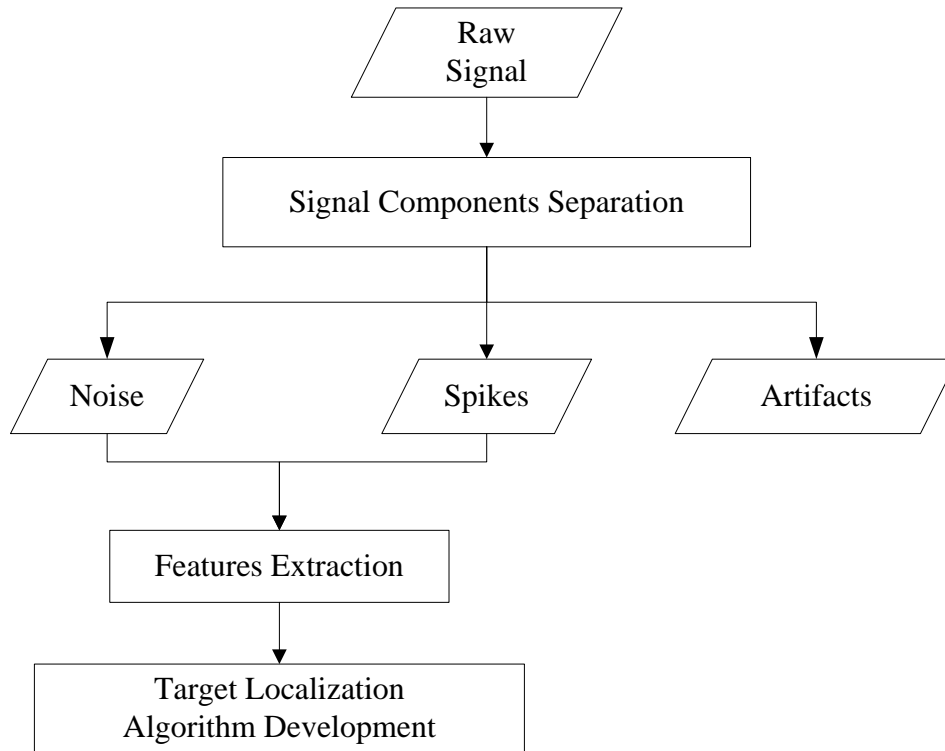 Raw
Signal
Signal Components Separation
Noise
Spikes
Artifacts
Features Extraction
Target Localization
Algorithm Development